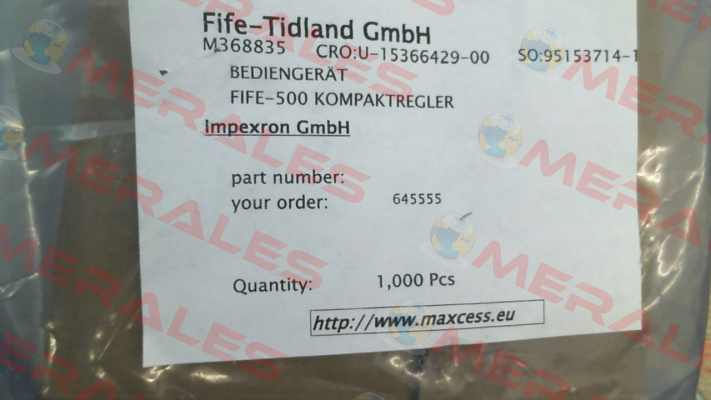 Fife-Tidland GmbH
M368835 CRO:U-15366429-00 SO:95153714-1
BEDIENGERÄT
FIFE-500 KOMPAKTREGLER
Impexron GmbH
part number:
your order: 645555
Quantity: 1,000 Pcs
http://www.maxcess.eu
MERALES
MERALES
MERALES
MERALES
MERALES